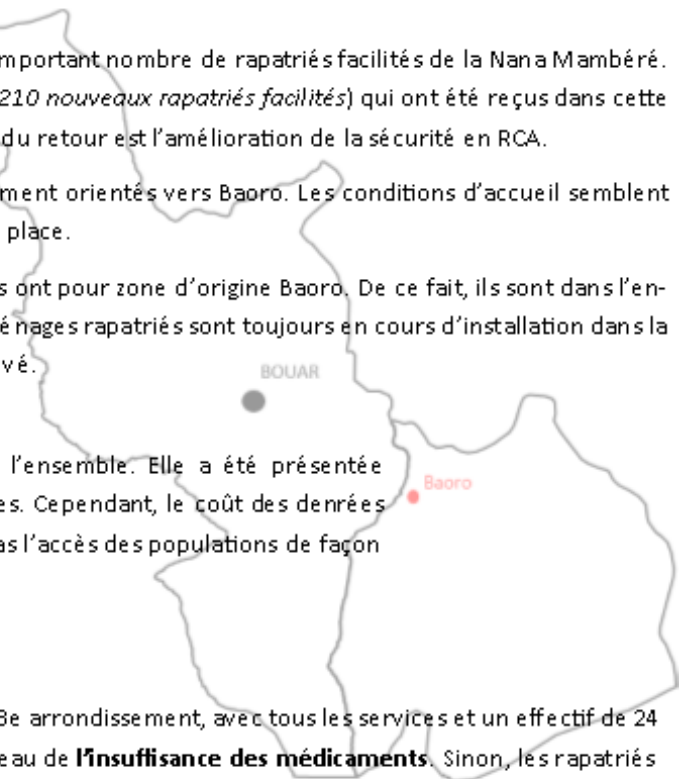 mportant nombre de rapatriés facilités de la Nana Mambéré.
210 nouveaux rapatriés facilités) qui ont été reçus dans cette
du retour est l'amélioration de la sécurité en RCA.
ment orientés vers Baoro. Les conditions d'accueil semblent
place.
s ont pour zone d'origine Baoro. De ce fait, ils sont dans l'en-
énages rapatriés sont toujours en cours d'installation dans la
vé.
BOUAR
l'ensemble. Elle a été présentée
es. Cependant, le coût des denrées
Baoro
as l'accès des populations de façon
3e arrondissement, avec tous les services et un effectif de 24
eau de l'insuffisance des médicaments. Sinon, les rapatriés